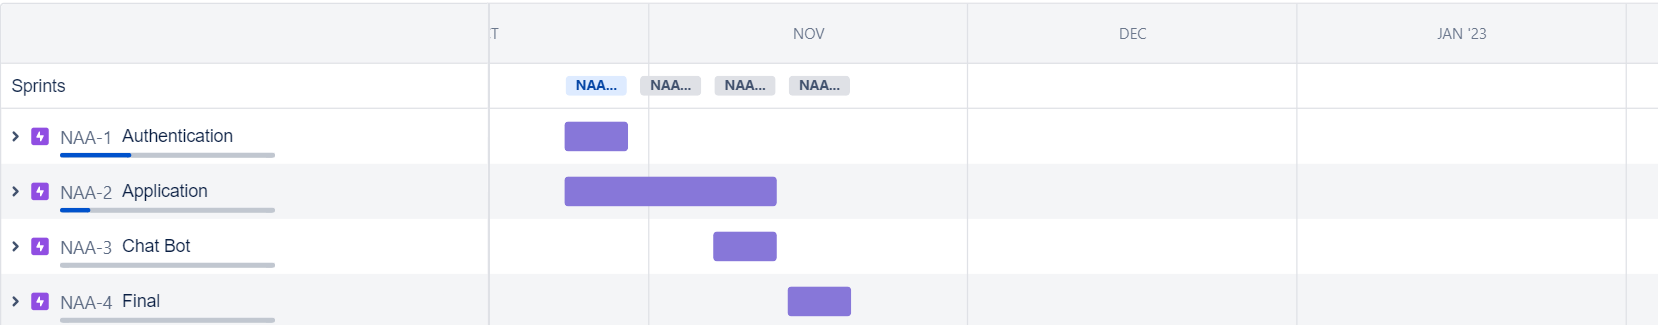 T NOV DEC JAN '23
Sprints NAA... NAA... NAA... NAA...
NAA-1 Authentication
NAA-2 Application
NAA-3 Chat Bot
NAA-4 Final